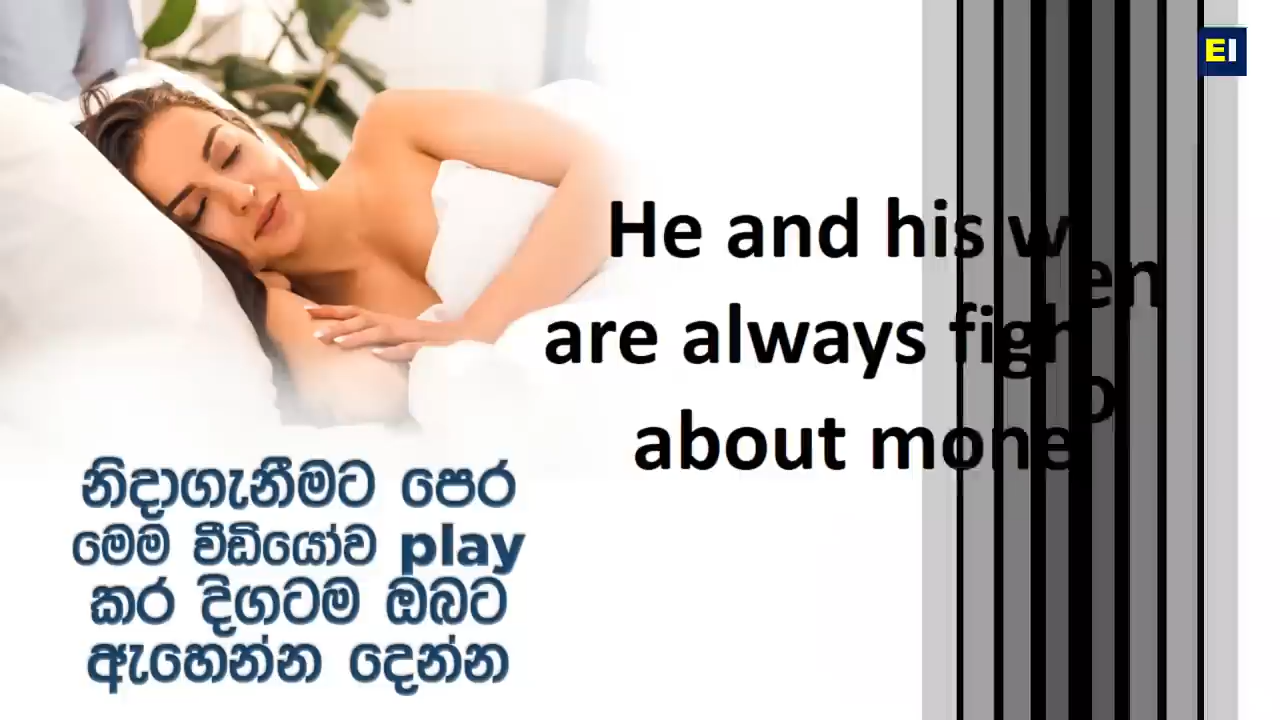 EI
He and his
are always
about
නිදාගැනීමට පෙර
මෙම වීඩියෝව play
කර දිගටම ඔබට
ඇහෙන්න දෙන්න